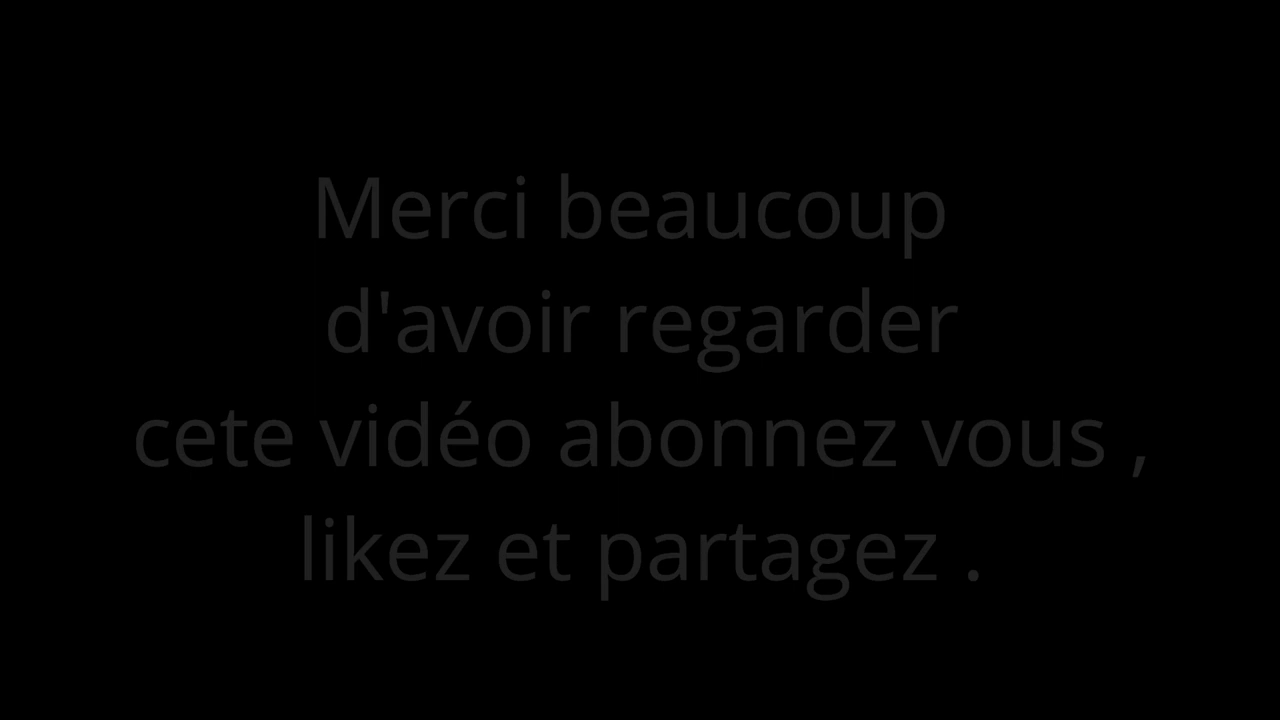 Merci beaucoup
d'avoir regarder
cete vidéo abonnez vous ,
likez et partagez .